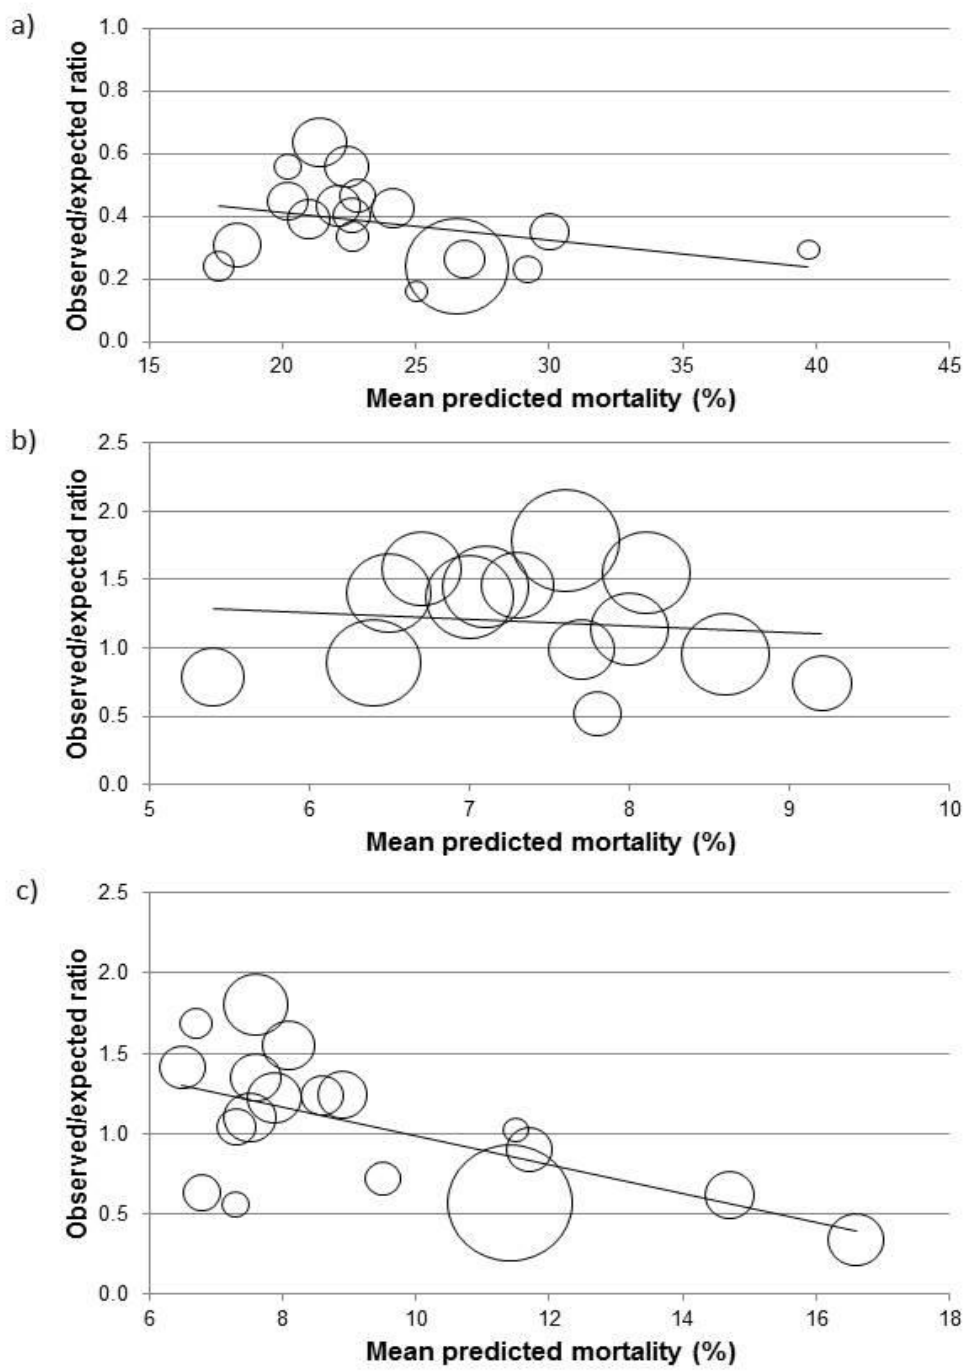 a)
Observed/expected ratio
1.0
0.8
0.6
0.4
0.2
0.0
15 20 25 30 35 40 45
Mean predicted mortality (%)
b)
Observed/expected ratio
2.5
2.0
1.5
1.0
0.5
0.0
5 6 7 8 9 10
Mean predicted mortality (%)
c)
Observed/expected ratio
2.5
2.0
1.5
1.0
0.5
0.0
6 8 10 12 14 16 18
Mean predicted mortality (%)